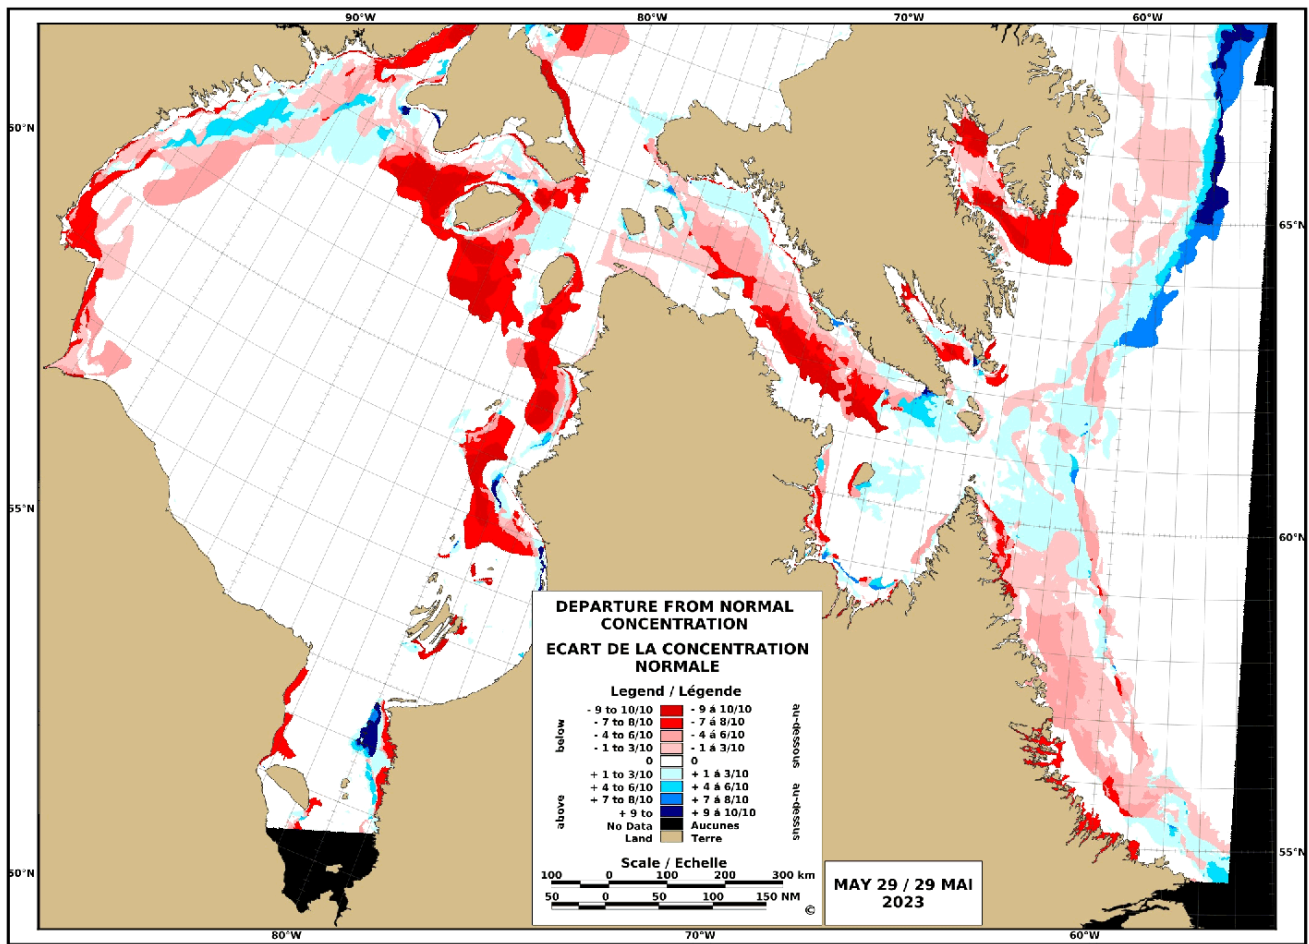 90°W 80°W 70°W 60°W
60°N
65°N
55°N
60°N
DEPARTURE FROM NORMAL
CONCENTRATION
ECART DE LA CONCENTRATION
NORMALE
Legend / Légende
- 9 to 10/10 - 9 á 10/10
- 7 to 8/10 - 7 á 8/10
- 4 to 6/10 - 4 á 6/10
- 1 to 3/10 - 1 á 3/10
0 0
+ 1 to 3/10 + 1 á 3/10
+ 4 to 6/10 + 4 á 6/10
+ 7 to 8/10 + 7 á 8/10
+ 9 to + 9 á 10/10
No Data Aucunes
Land Terre
below
above
au-dessous
au-dessus
Scale / Echelle
100 0 100 200 300 km
50 0 50 100 150 NM
©
MAY 29 / 29 MAI
2023
55°N
50°N
80°W 70°W 60°W